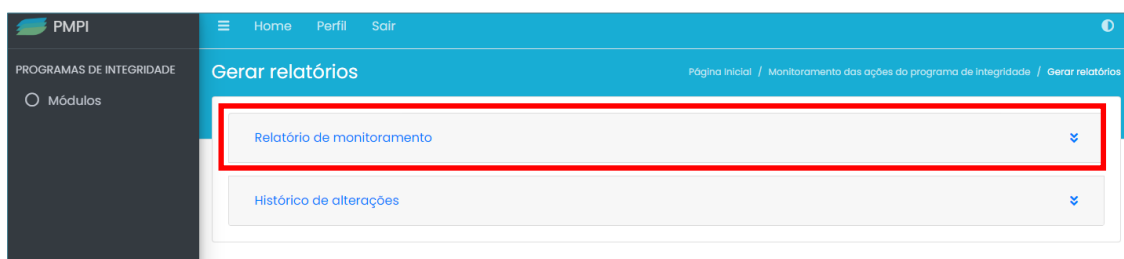 PMPI
Home Perfil Sair
PROGRAMAS DE INTEGRIDADE
Módulos
Gerar relatórios
Página Inicial / Monitoramento das ações do programa de integridade / Gerar relatórios
Relatório de monitoramento
Histórico de alterações